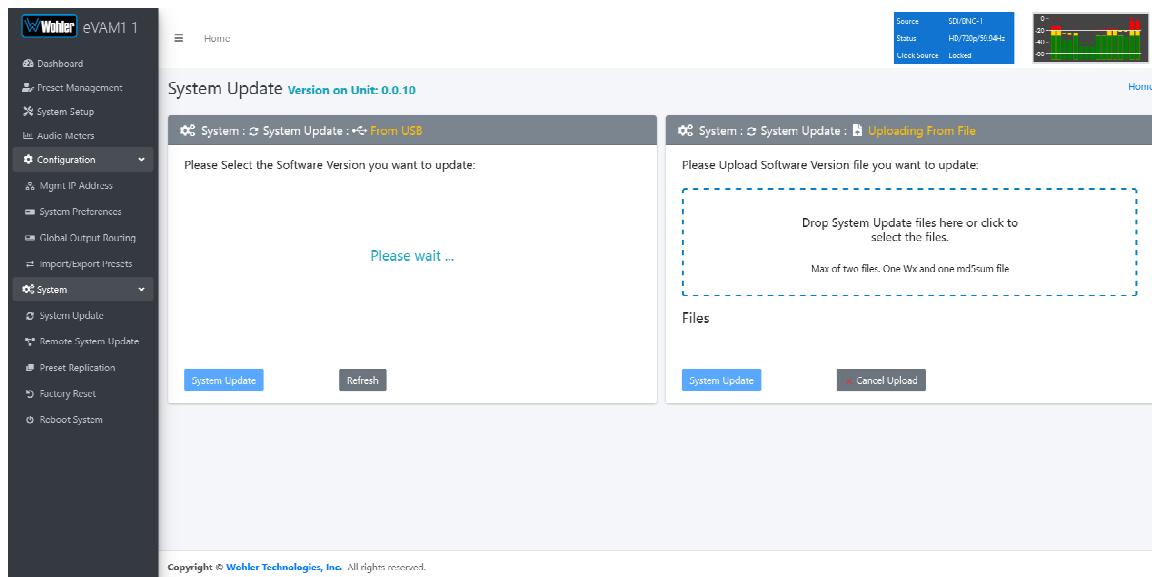 Wohler eVAM1 1
Dashboard
Preset Management
System Setup
Audio Meters
Configuration
Mgmt IP Address
System Preferences
Global Output Routing
Import/Export Presets
System
System Update
Remote System Update
Preset Replication
Factory Reset
Reboot System
Home
Source SDI/BNC-1
Status HD/720p/59.94Hz
Clock Source Locked
0-
-20
-40
-60
System Update Version on Unit: 0.0.10
Home
System : System Update : From USB
Please Select the Software Version you want to update:
Please wait ...
System Update Refresh
System : System Update : Uploading From File
Please Upload Software Version file you want to update:
Drop System Update files here or click to
select the files.
Max of two files. One Wx and one md5sum file
Files
System Update × Cancel Upload
Copyright © Wohler Technologies, Inc. All rights reserved.